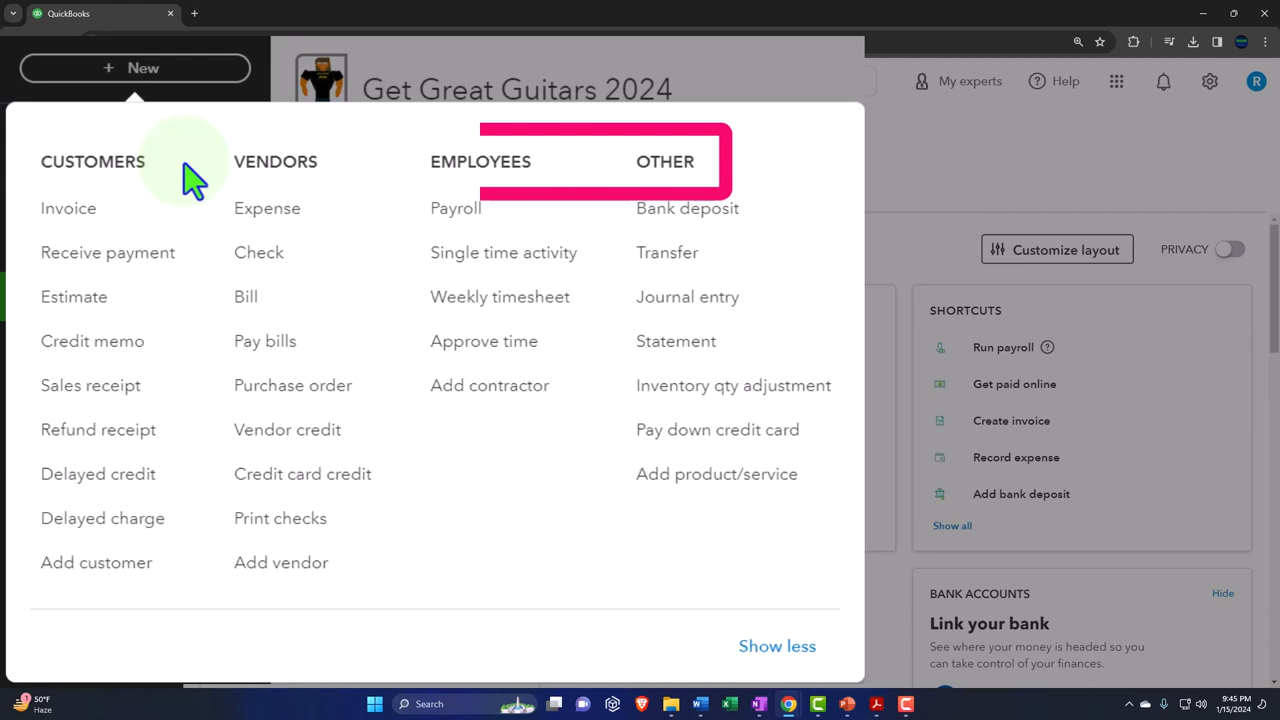 QuickBooks
+ New
Get Great Guitars 2024
My experts
Help
R
CUSTOMERS
Invoice
Receive payment
Estimate
Credit memo
Sales receipt
Refund receipt
Delayed credit
Delayed charge
Add customer
VENDORS
Expense
Check
Bill
Pay bills
Purchase order
Vendor credit
Credit card credit
Print checks
Add vendor
EMPLOYEES
Payroll
Single time activity
Weekly timesheet
Approve time
Add contractor
OTHER
Bank deposit
Transfer
Journal entry
Statement
Inventory qty adjustment
Pay down credit card
Add product/service
Show less
Customize layout
PRIVACY
SHORTCUTS
Run payroll
Get paid online
Create invoice
Record expense
Add bank deposit
Show all
BANK ACCOUNTS
Hide
Link your bank
See where your money is headed so you
can take control of your finances.
50°F
Haze
Search
9:45 PM
1/15/2024